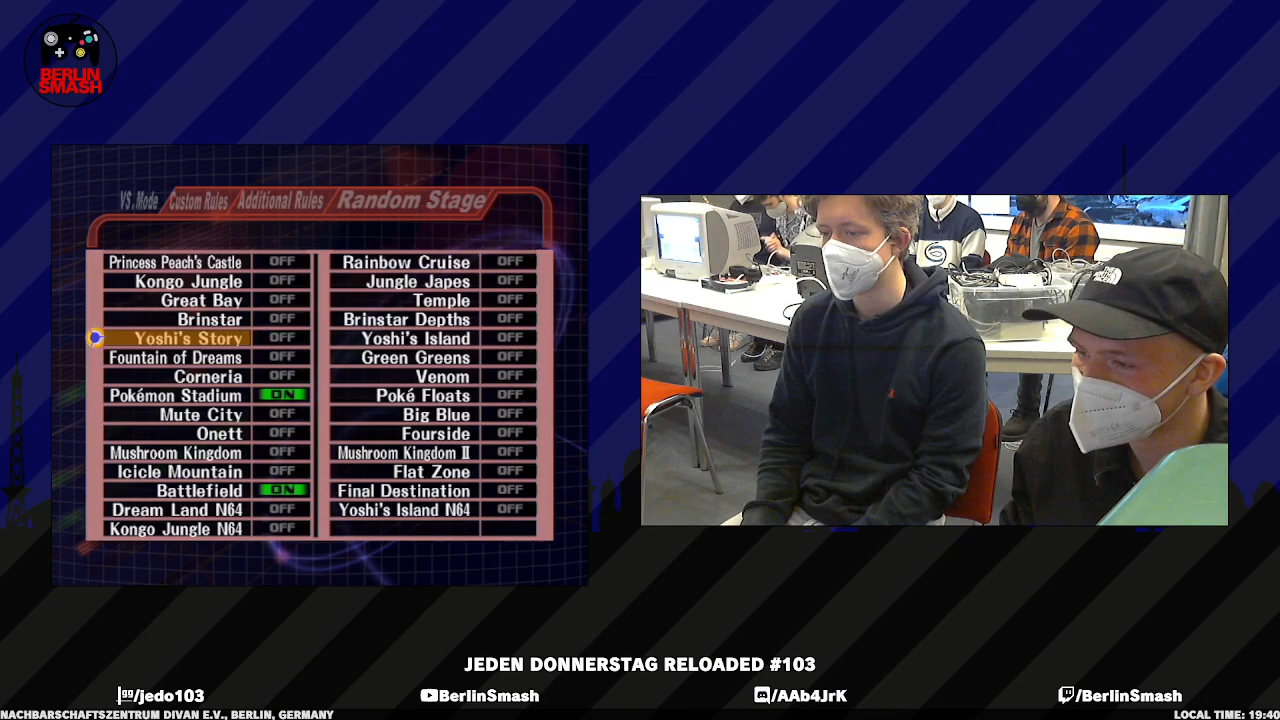 BERLIN
SMASH
VS. Mode Custom Rules Additional Rules Random Stage
Princess Peach's Castle OFF Rainbow Cruise OFF
Kongo Jungle OFF Jungle Japes OFF
Great Bay OFF Temple OFF
Brinstar OFF Brinstar Depths OFF
Yoshi's Story OFF Yoshi's Island OFF
Fountain of Dreams OFF Green Greens OFF
Corneria OFF Venom OFF
Pokémon Stadium ON Poké Floats OFF
Mute City OFF Big Blue OFF
Onett OFF Fourside OFF
Mushroom Kingdom OFF Mushroom Kingdom II OFF
Icicle Mountain OFF Flat Zone OFF
Battlefield ON Final Destination OFF
Dream Land N64 OFF Yoshi's Island N64 OFF
Kongo Jungle N64 OFF
JEDEN DONNERSTAG RELOADED #103
gg/jedo103 BerlinSmash /AAb4JrK /BerlinSmash
NACHBARSCHAFTSZENTRUM DIVAN E.V., BERLIN, GERMANY LOCAL TIME: 19:40